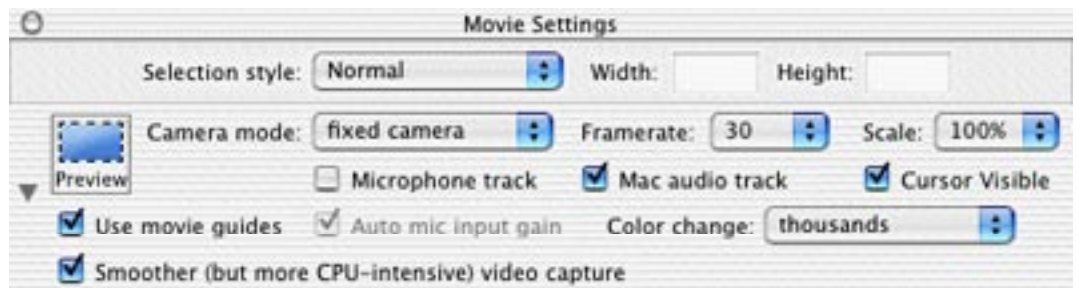 Movie Settings
Selection style: Normal Width: Height:
Camera mode: fixed camera Framerate: 30 Scale: 100%
Preview Microphone track Mac audio track Cursor Visible
Use movie guides Auto mic input gain Color change: thousands
Smoother (but more CPU-intensive) video capture